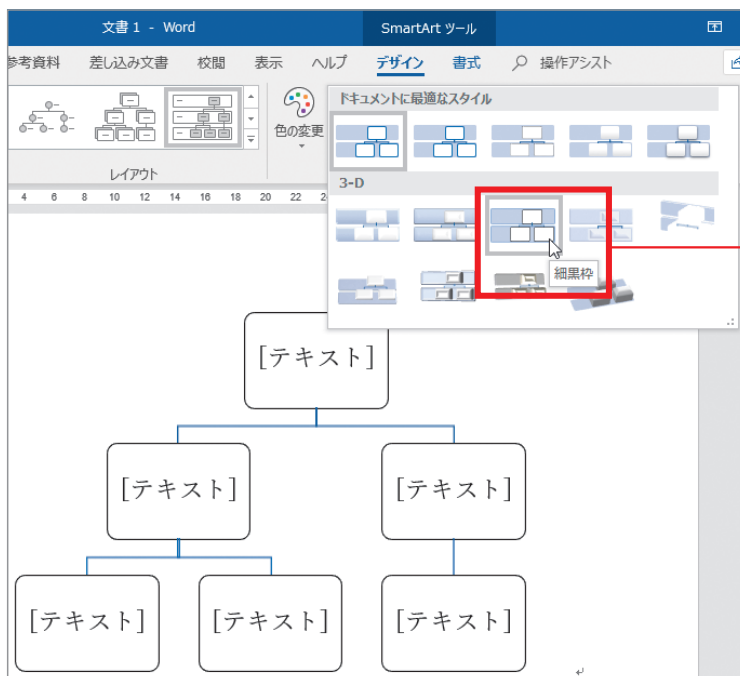 文書 1 - Word
SmartArt ツール
参考資料 差し込み文書 校閲 表示 ヘルプ デザイン 書式 操作アシスト
色の変更
レイアウト
ドキュメントに最適なスタイル
3-D
細黒枠
4 6 8 10 12 14 16 18 20 22
[テキスト]
[テキスト] [テキスト]
[テキスト] [テキスト] [テキスト]